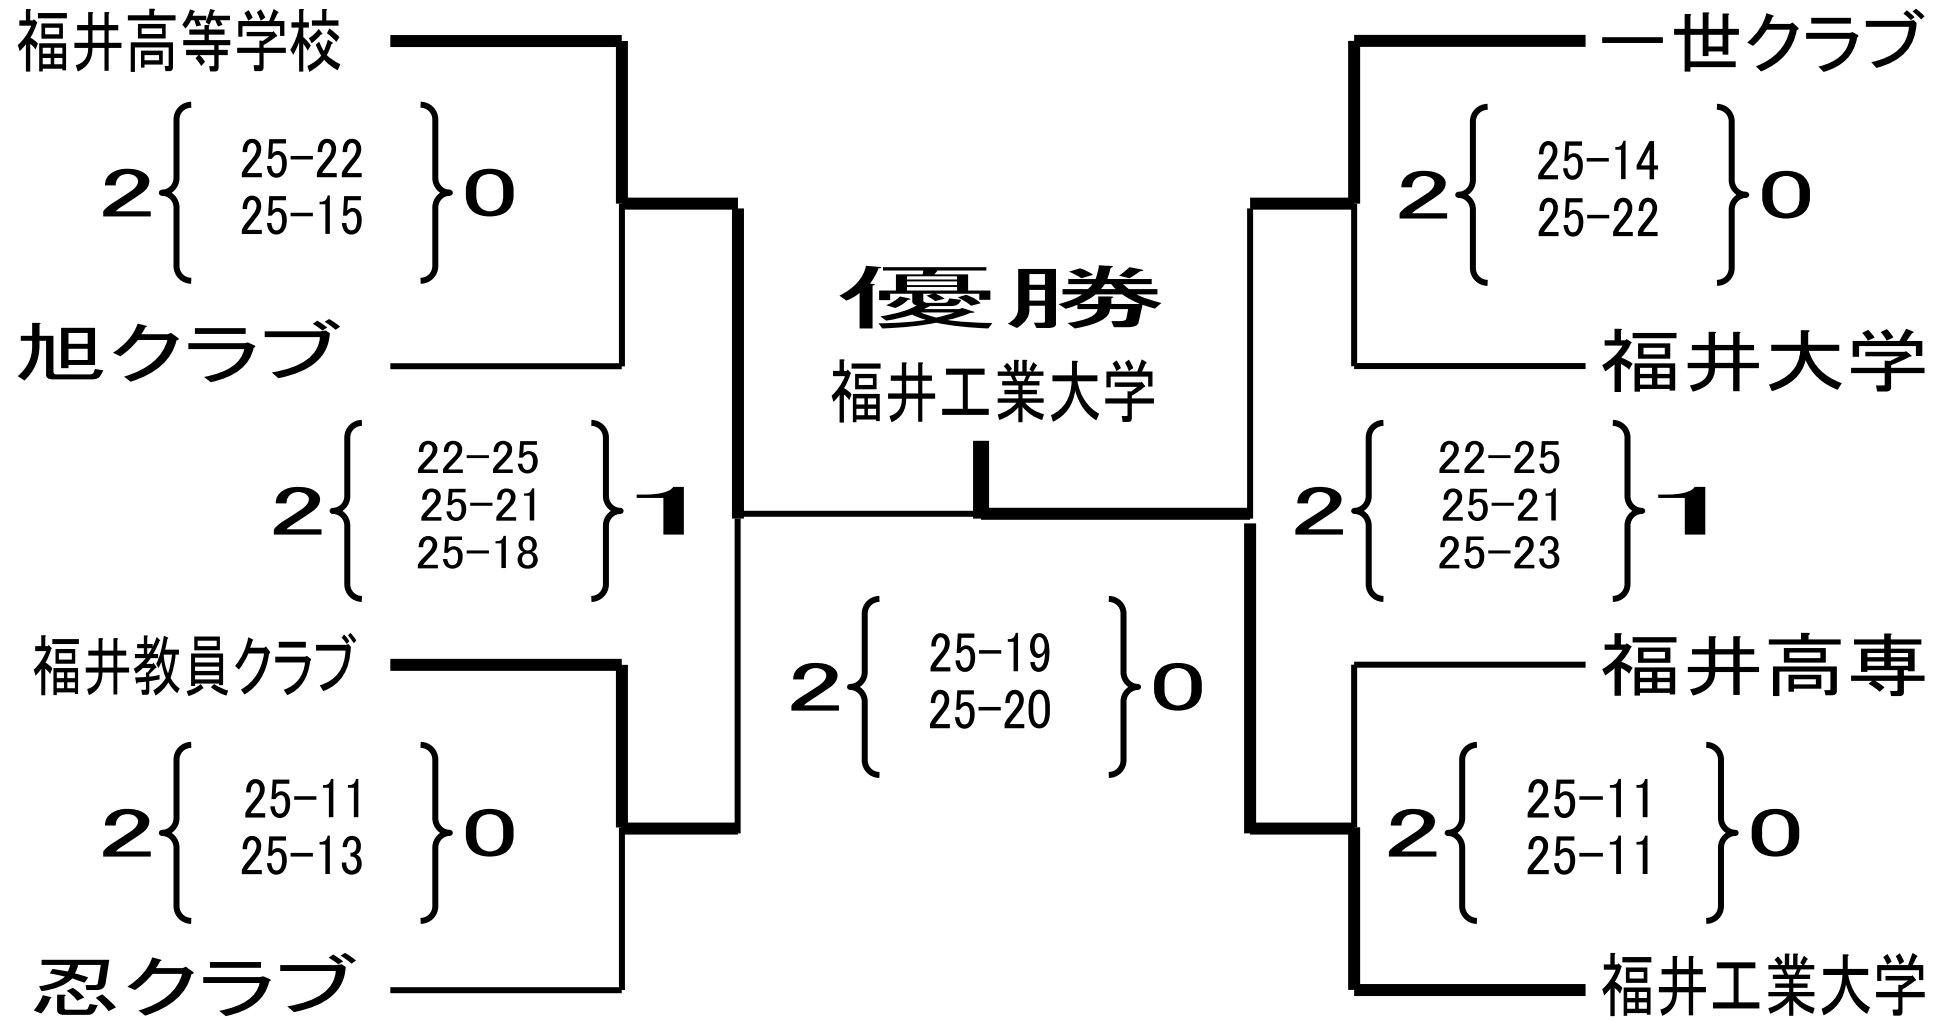 福井高等学校
2 { 25-22 } 0
25-15
旭クラブ
2 { 22-25 } 1
25-21
25-18
福井教員クラブ
2 { 25-11 } 0
25-13
忍クラブ
優勝
福井工業大学
2 { 25-19 } 0
25-20
一世クラブ
2 { 25-14 } 0
25-22
福井大学
2 { 22-25 } 1
25-21
25-23
福井高専
2 { 25-11 } 0
25-11
福井工業大学